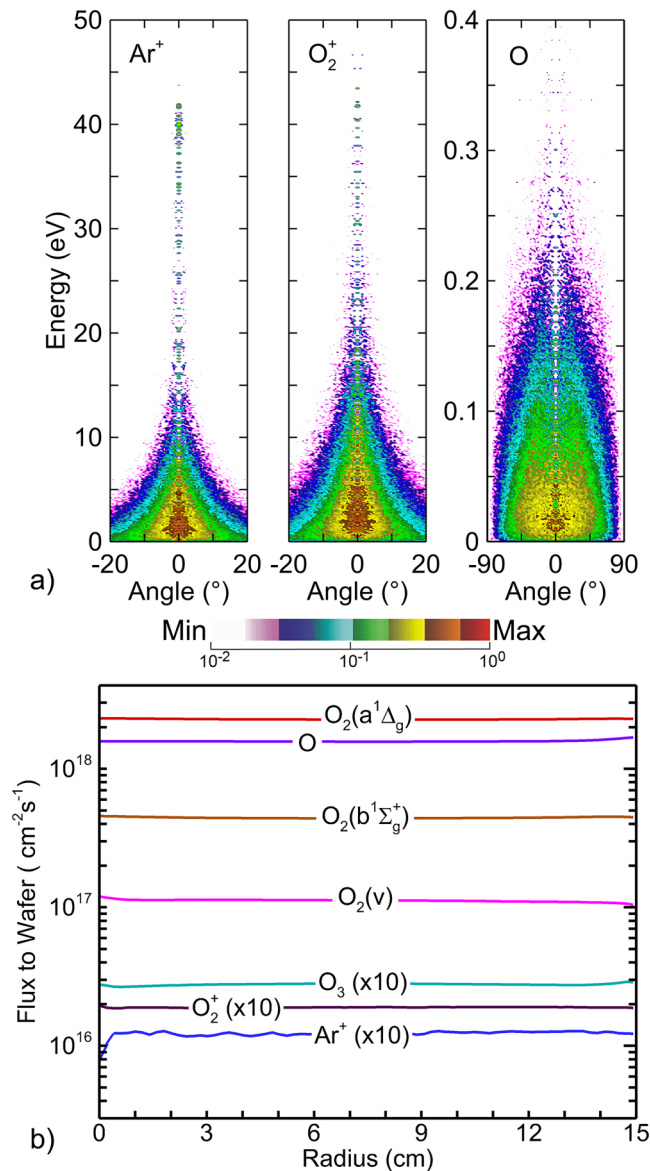 Ar⁺ O₂⁺ O
50 40 30 20 10 0
0.4 0.3 0.2 0.1 0
Energy (eV)
-20 0 20 -20 0 20 -90 0 90
Angle (°) Angle (°) Angle (°)
a)
Min Max
10⁻² 10⁻¹ 10⁰
O₂(a¹Δg)
O
10¹⁸
O₂(b¹Σg⁺)
10¹⁷
O₂(v)
O₃ (x10)
O₂⁺ (x10)
10¹⁶
Ar⁺ (x10)
Flux to Wafer ( cm⁻²s⁻¹)
0 3 6 9 12 15
b)
Radius (cm)